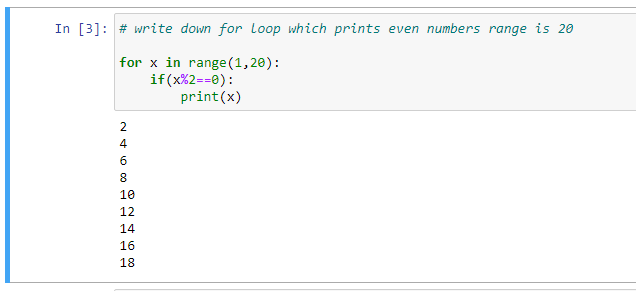 In [3]: # write down for loop which prints even numbers range is 20
for x in range(1,20):
    if(x%2==0):
        print(x)
2
4
6
8
10
12
14
16
18